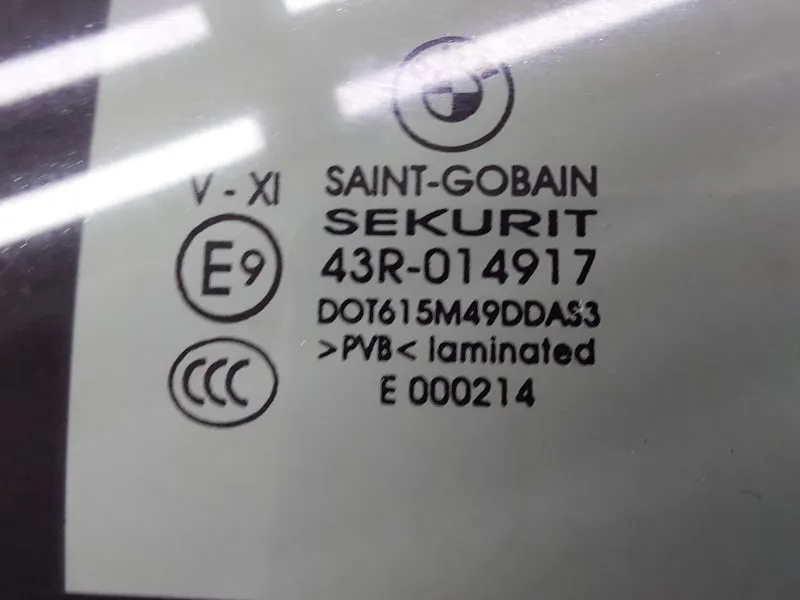 V - XI
SAINT-GOBAIN
SEKURIT
E9
43R-014917
DOT615M49DDAS3
>PVB< laminated
CCC
E 000214